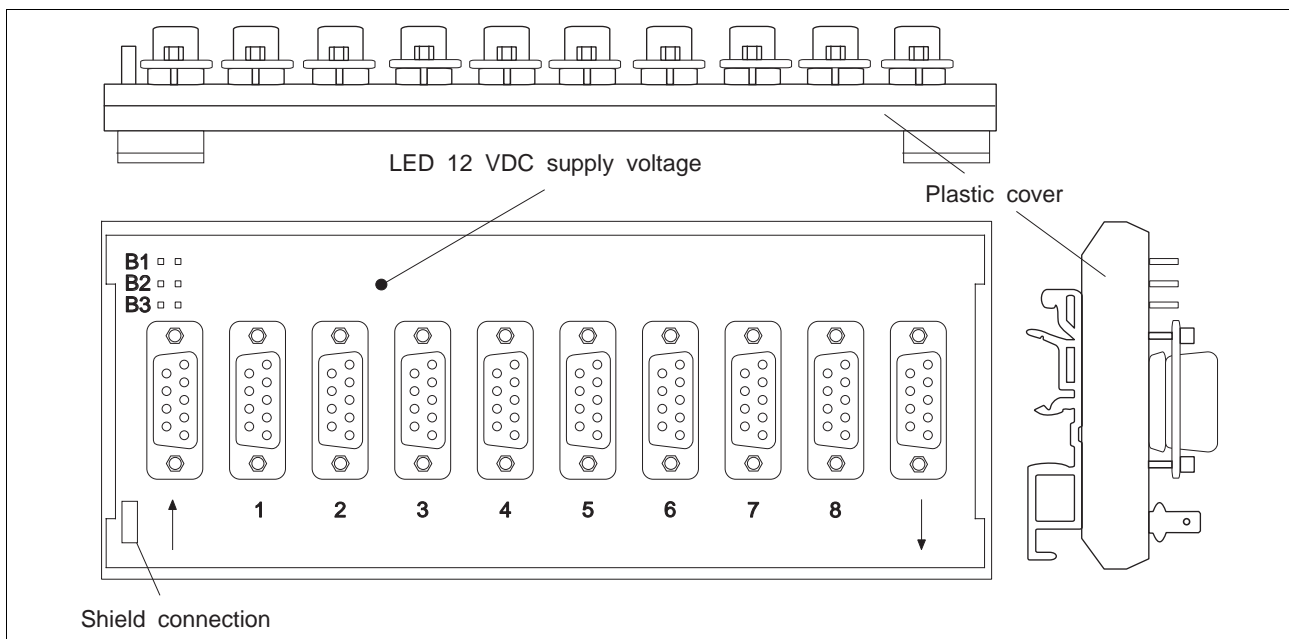 LED 12 VDC supply voltage
Plastic cover
B1
B2
B3
1 2 3 4 5 6 7 8
Shield connection